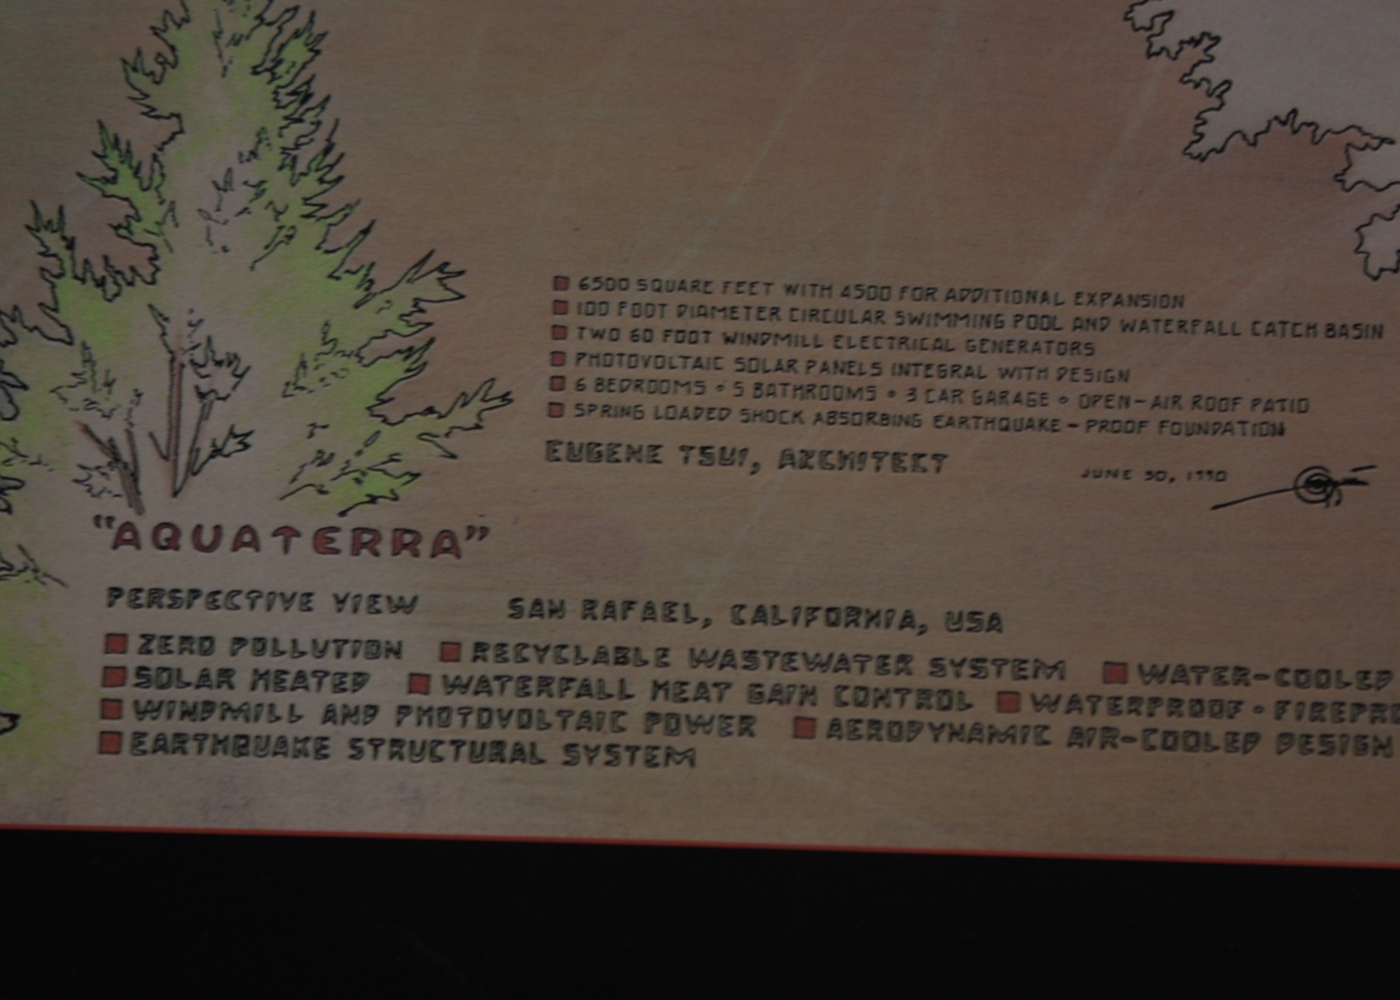 ■ 6500 SQUARE FEET WITH 4500 FOR ADDITIONAL EXPANSION
■ 100 FOOT DIAMETER CIRCULAR SWIMMING POOL AND WATERFALL CATCH BASIN
■ TWO 60 FOOT WINDMILL ELECTRICAL GENERATORS
■ PHOTOVOLTAIC SOLAR PANELS INTEGRAL WITH DESIGN
■ 6 BEDROOMS • 5 BATHROOMS • 3 CAR GARAGE • OPEN-AIR ROOF PATIO
■ SPRING LOADED SHOCK ABSORBING EARTHQUAKE-PROOF FOUNDATION
EUGENE TSUI, ARCHITECT JUNE 30, 1990
"AQUATERRA"
PERSPECTIVE VIEW SAN RAFAEL, CALIFORNIA, USA
■ ZERO POLLUTION ■ RECYCLABLE WASTEWATER SYSTEM ■ WATER-COOLED
■ SOLAR HEATED ■ WATERFALL HEAT GAIN CONTROL ■ WATERPROOF • FIREPR
■ WINDMILL AND PHOTOVOLTAIC POWER ■ AERODYNAMIC AIR-COOLED DESIGN
■ EARTHQUAKE STRUCTURAL SYSTEM